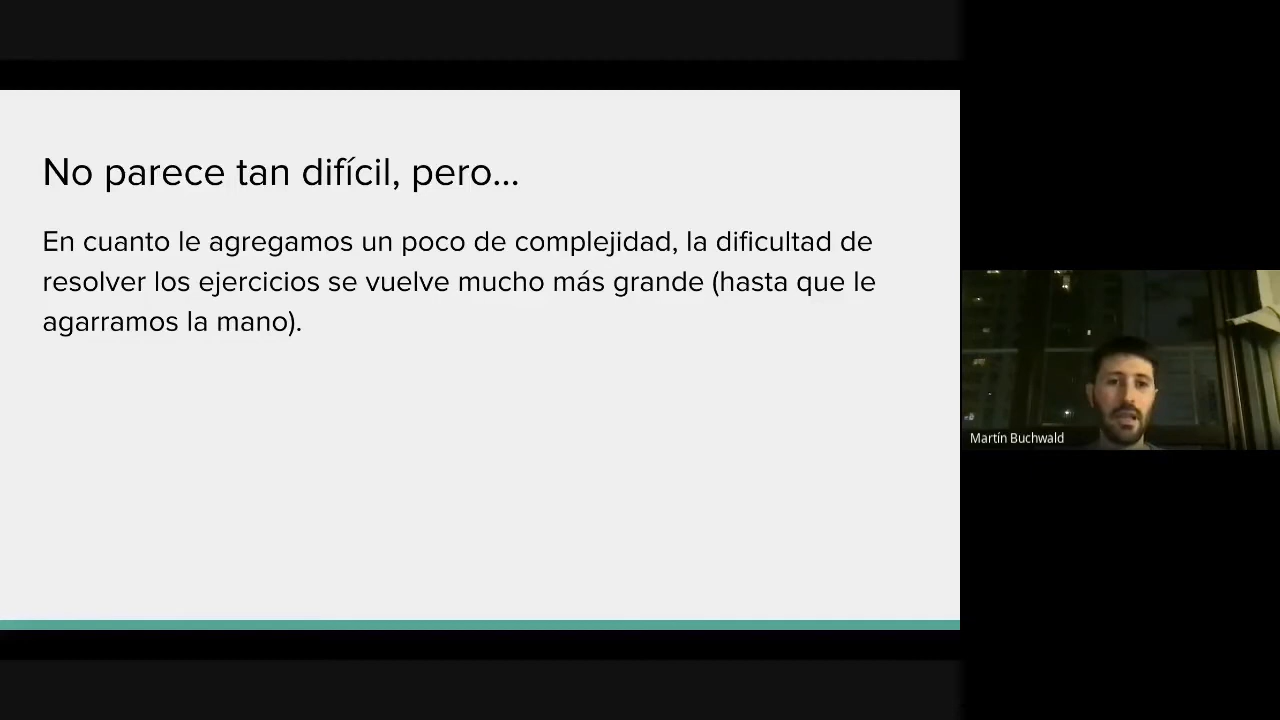 No parece tan difícil, pero...
En cuanto le agregamos un poco de complejidad, la dificultad de
resolver los ejercicios se vuelve mucho más grande (hasta que le
agarramos la mano).
Martín Buchwald